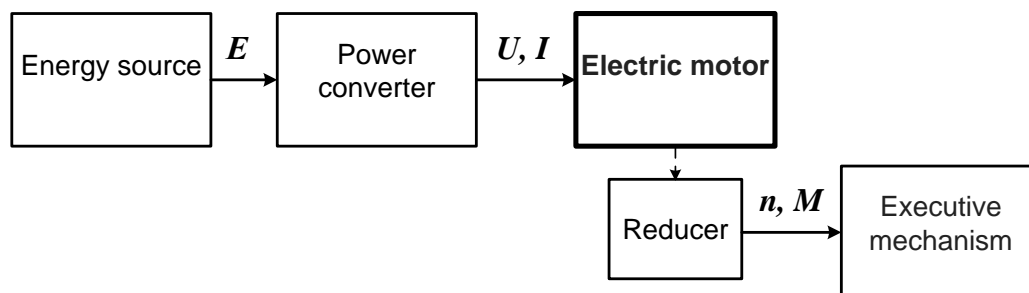 Energy source
E
Power
converter
U, I
Electric motor
Reducer
n, M
Executive
mechanism